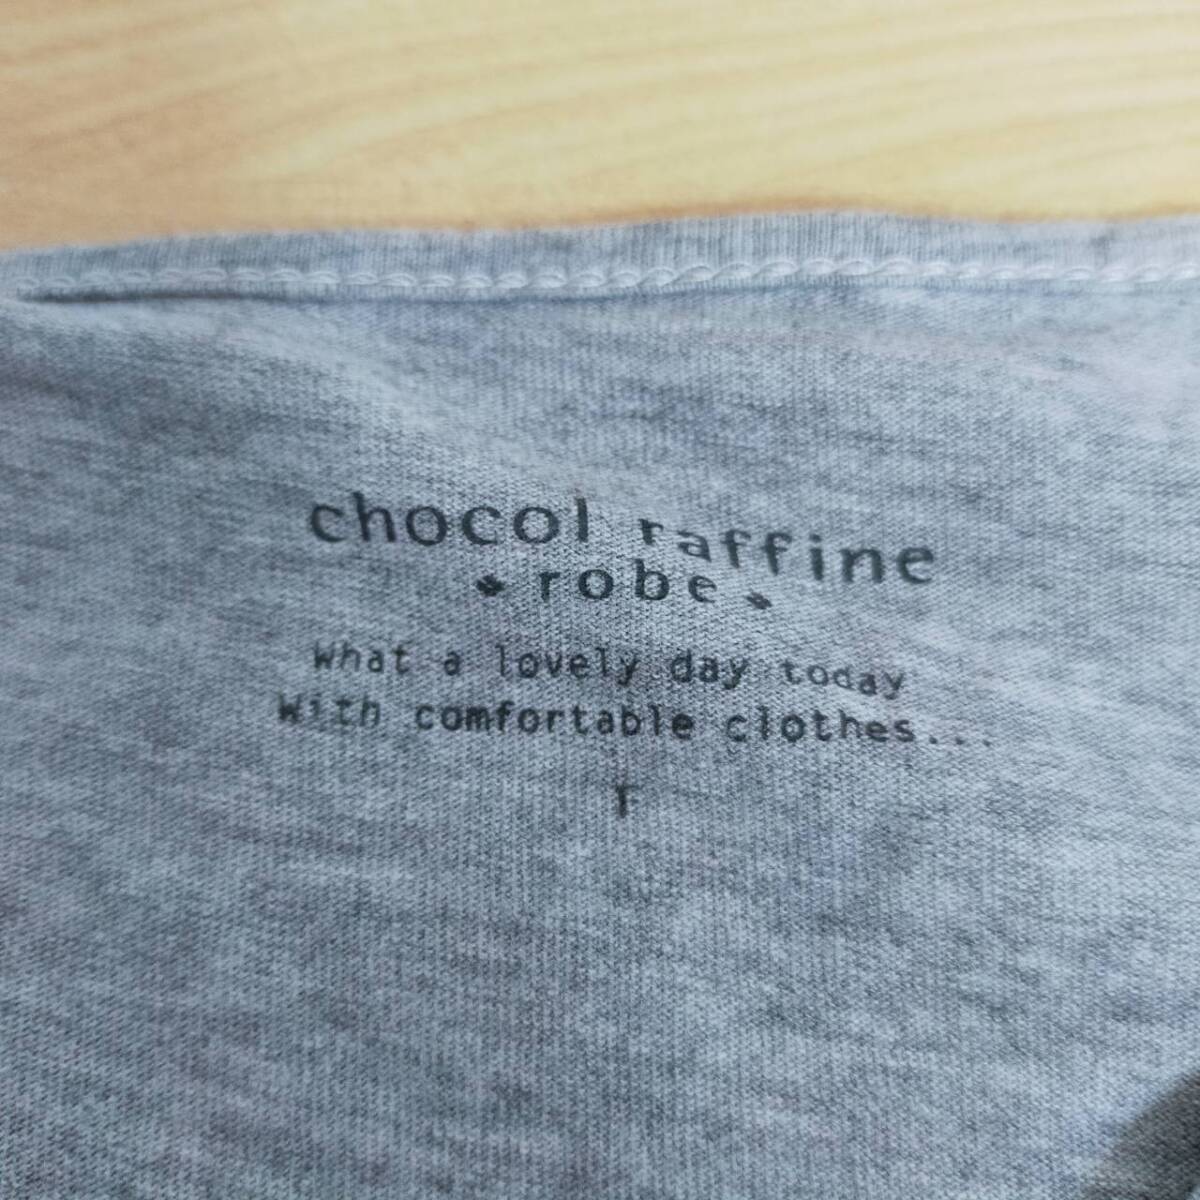 chocol raffine
robe
What a lovely day today
With comfortable clothes...